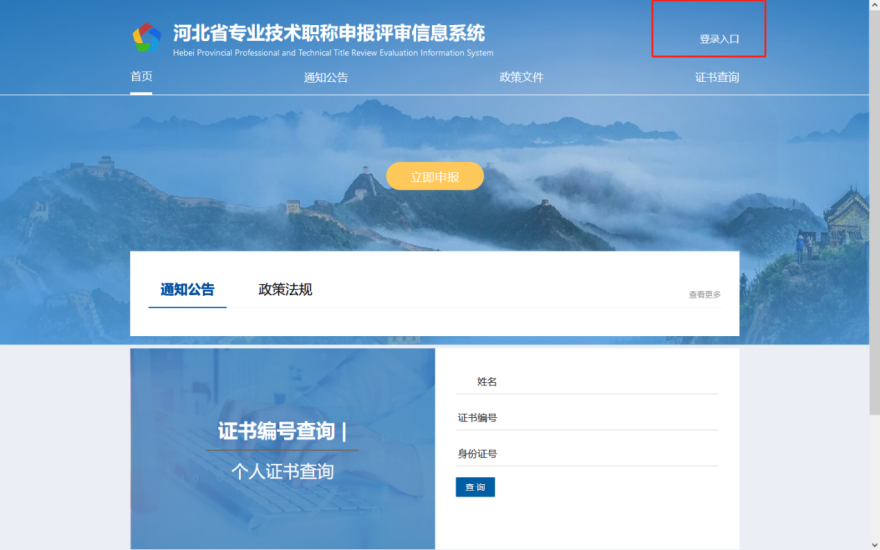 河北省专业技术职称申报评审信息系统
Hebei Provincial Professional and Technical Title Review Evaluation Information System
登录入口
首页 通知公告 政策文件 证书查询
立即申报
通知公告 政策法规 查看更多
证书编号查询 |
个人证书查询
姓名
证书编号
身份证号
查 询